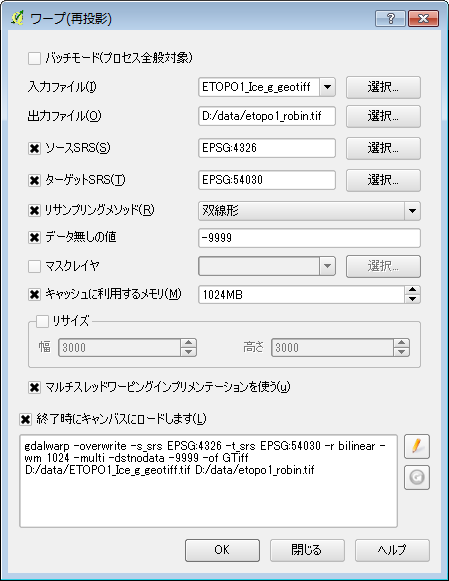 ワープ(再投影)
バッチモード(プロセス全般対象)
入力ファイル(I) ETOPO1_Ice_g_geotiff 選択...
出力ファイル(O) D:/data/etopo1_robin.tif 選択...
ソースSRS(S) EPSG:4326 選択...
ターゲットSRS(T) EPSG:54030 選択...
リサンプリングメソッド(R) 双線形
データ無しの値 -9999
マスクレイヤ 選択...
キャッシュに利用するメモリ(M) 1024MB
リサイズ
幅 3000 高さ 3000
マルチスレッドワーピングインプリメンテーションを使う(u)
終了時にキャンバスにロードします(L)
gdalwarp -overwrite -s_srs EPSG:4326 -t_srs EPSG:54030 -r bilinear -
wm 1024 -multi -dstnodata -9999 -of GTiff
D:/data/ETOPO1_Ice_g_geotiff.tif D:/data/etopo1_robin.tif
OK 閉じる ヘルプ